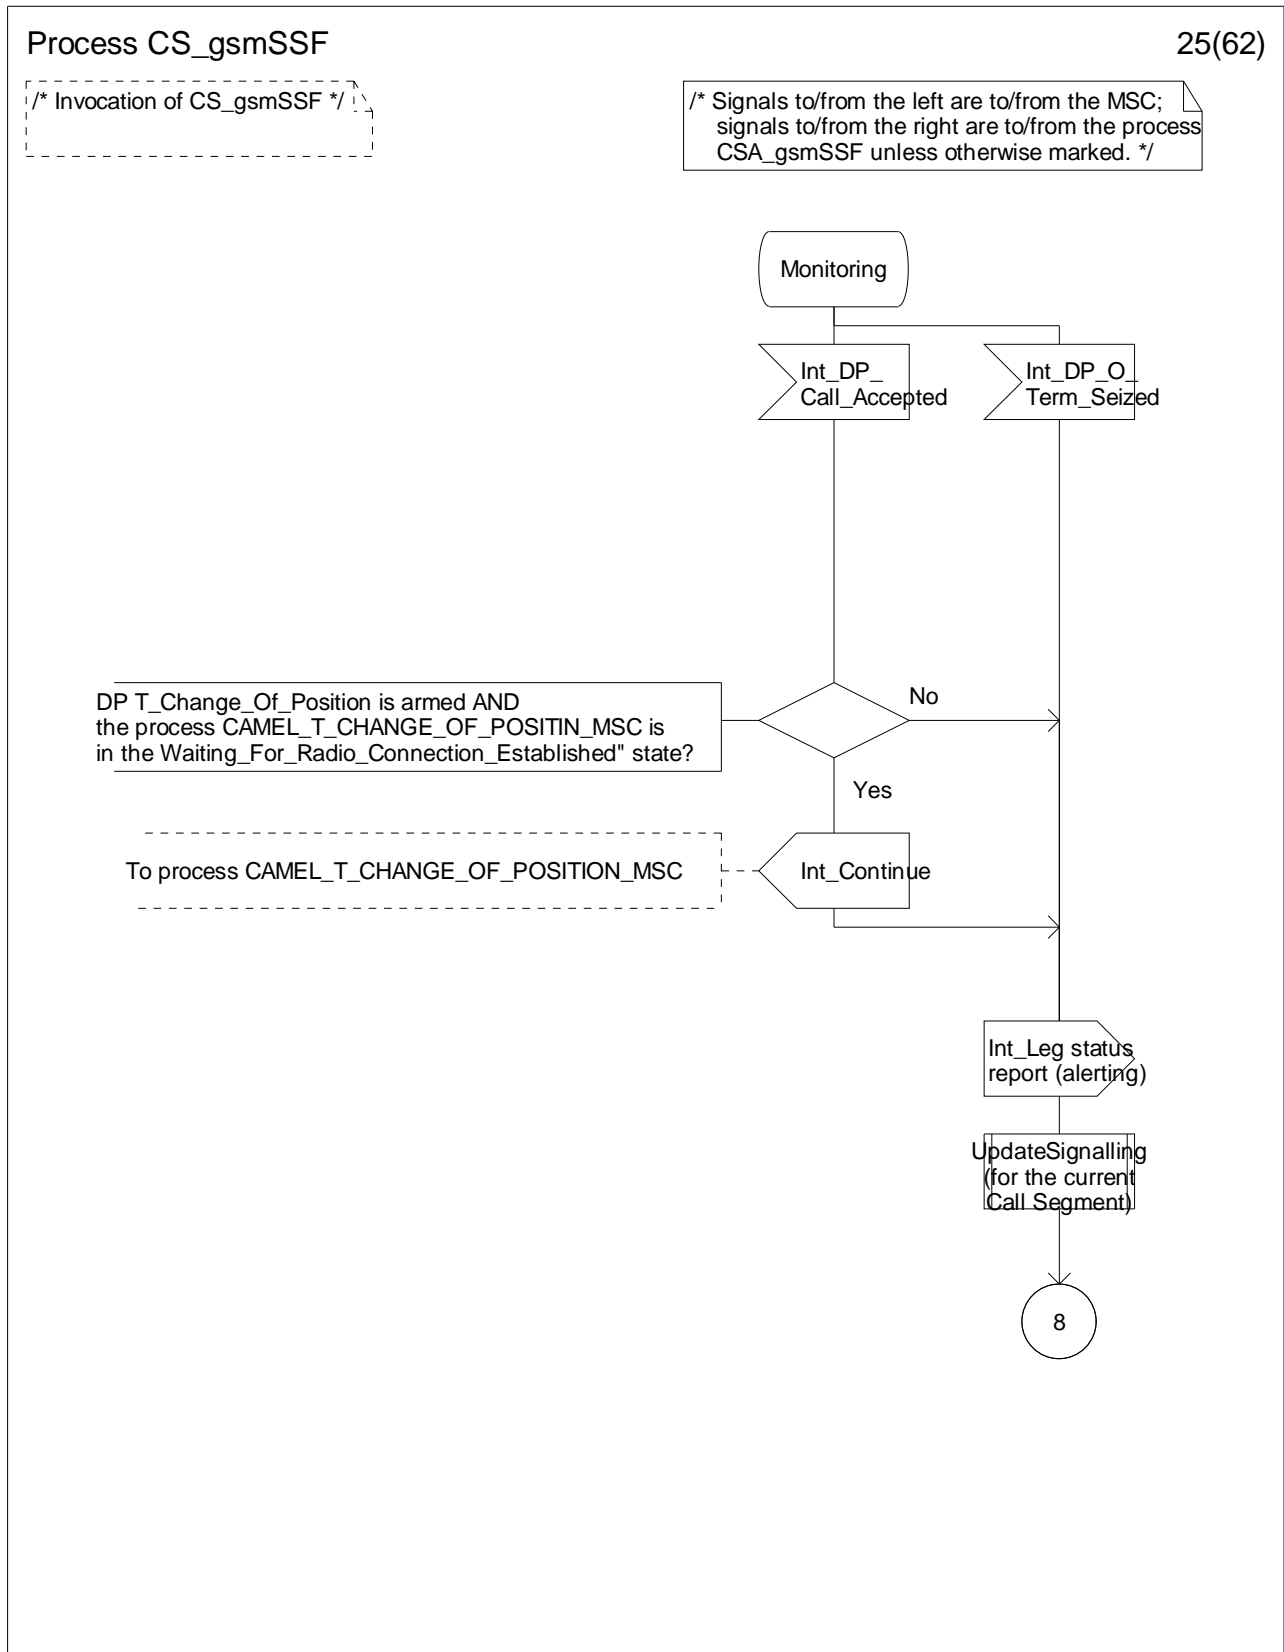 Process CS_gsmSSF
25(62)
/* Invocation of CS_gsmSSF */
/* Signals to/from the left are to/from the MSC;
signals to/from the right are to/from the process
CSA_gsmSSF unless otherwise marked. */
Monitoring
Int_DP_
Call_Accepted
Int_DP_O_
Term_Seized
DP T_Change_Of_Position is armed AND
the process CAMEL_T_CHANGE_OF_POSITIN_MSC is
in the Waiting_For_Radio_Connection_Established" state?
No
Yes
To process CAMEL_T_CHANGE_OF_POSITION_MSC
Int_Continue
Int_Leg status
report (alerting)
UpdateSignalling
(for the current
Call Segment)
8